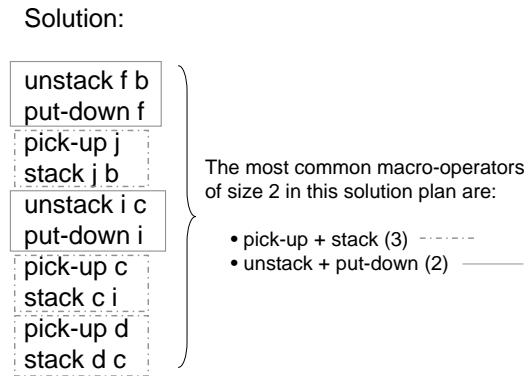 Solution:
unstack f b
put-down f
pick-up j
stack j b
unstack i c
put-down i
pick-up c
stack c i
pick-up d
stack d c
The most common macro-operators
of size 2 in this solution plan are:
• pick-up + stack (3)
• unstack + put-down (2)